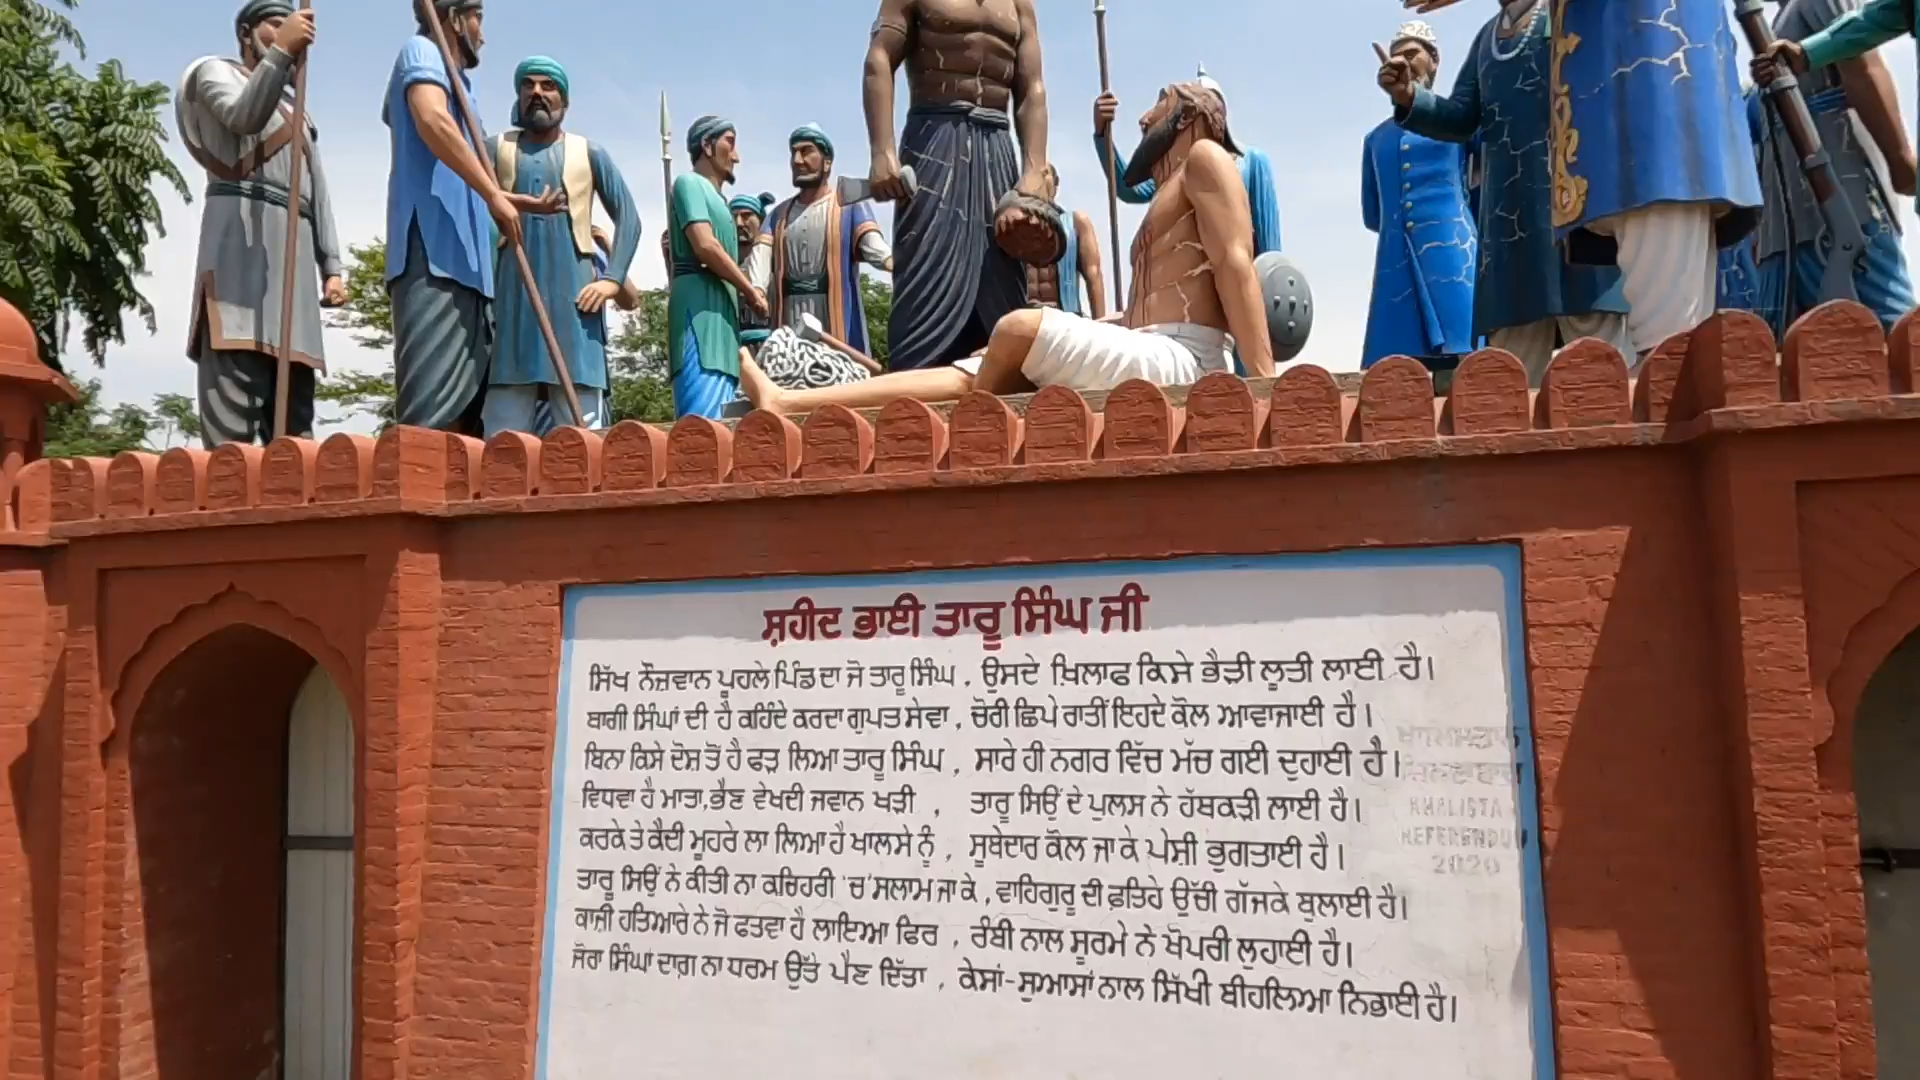 ਸ਼ਹੀਦ ਭਾਈ ਤਾਰੂ ਸਿੰਘ ਜੀ
ਸਿੱਖ ਨੌਜ਼ਵਾਨ ਪੂਹਲੇ ਪਿੰਡ ਦਾ ਜੋ ਤਾਰੂ ਸਿੰਘ , ਉਸਦੇ ਖ਼ਿਲਾਫ ਕਿਸੇ ਭੈੜੀ ਲੂਤੀ ਲਾਈ ਹੈ।
ਬਾਗੀ ਸਿੰਘਾਂ ਦੀ ਹੈ ਕਹਿੰਦੇ ਕਰਦਾ ਗੁਪਤ ਸੇਵਾ , ਚੋਰੀ ਛਿਪੇ ਰਾਤੀਂ ਇਹਦੇ ਕੋਲ ਆਵਾਜਾਈ ਹੈ।
ਬਿਨਾ ਕਿਸੇ ਦੋਸ਼ ਤੋਂ ਹੈ ਫੜ ਲਿਆ ਤਾਰੂ ਸਿੰਘ , ਸਾਰੇ ਹੀ ਨਗਰ ਵਿੱਚ ਮੱਚ ਗਈ ਦੁਹਾਈ ਹੈ।
ਵਿਧਵਾ ਹੈ ਮਾਤਾ,ਭੈਣ ਵੇਖਦੀ ਜਵਾਨ ਖੜੀ , ਤਾਰੂ ਸਿਉਂ ਦੇ ਪੁਲਸ ਨੇ ਹੱਥਕੜੀ ਲਾਈ ਹੈ।
ਕਰਕੇ ਤੇ ਕੈਦੀ ਮੂਹਰੇ ਲਾ ਲਿਆ ਹੈ ਖਾਲਸੇ ਨੂੰ , ਸੂਬੇਦਾਰ ਕੋਲ ਜਾ ਕੇ ਪੇਸ਼ੀ ਭੁਗਤਾਈ ਹੈ।
ਤਾਰੂ ਸਿਉਂ ਨੇ ਕੀਤੀ ਨਾ ਕਚਿਹਰੀ 'ਚ ਸਲਾਮ ਜਾ ਕੇ , ਵਾਹਿਗੁਰੂ ਦੀ ਫ਼ਤਿਹੇ ਉੱਚੀ ਗੱਜਕੇ ਬੁਲਾਈ ਹੈ।
ਕਾਜ਼ੀ ਹਤਿਆਰੇ ਨੇ ਜੋ ਫਤਵਾ ਹੈ ਲਾਇਆ ਫਿਰ , ਰੰਬੀ ਨਾਲ ਸੂਰਮੇ ਨੇ ਖੋਪਰੀ ਲੁਹਾਈ ਹੈ।
ਜੋਰਾ ਸਿੰਘਾਂ ਦਾਗ਼ ਨਾ ਧਰਮ ਉੱਤੇ ਪੈਣ ਦਿੱਤਾ , ਕੇਸਾਂ-ਸੁਆਸਾਂ ਨਾਲ ਸਿੱਖੀ ਬੀਹਲਿਆ ਨਿਭਾਈ ਹੈ।
KHALISTA
REFERENDUM
2020